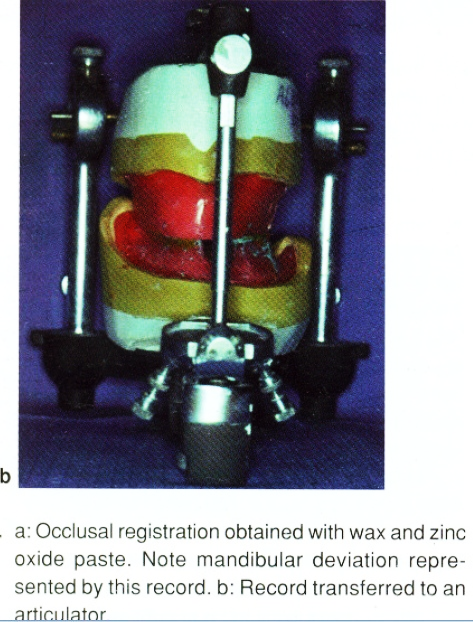 b
. a: Occlusal registration obtained with wax and zinc
oxide paste. Note mandibular deviation repre-
sented by this record. b: Record transferred to an
articulator